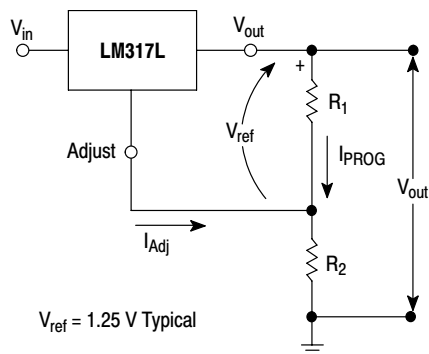 Vin
LM317L
Vout
+
R1
Vref
Adjust
IPROG
Vout
IAdj
R2
Vref = 1.25 V Typical